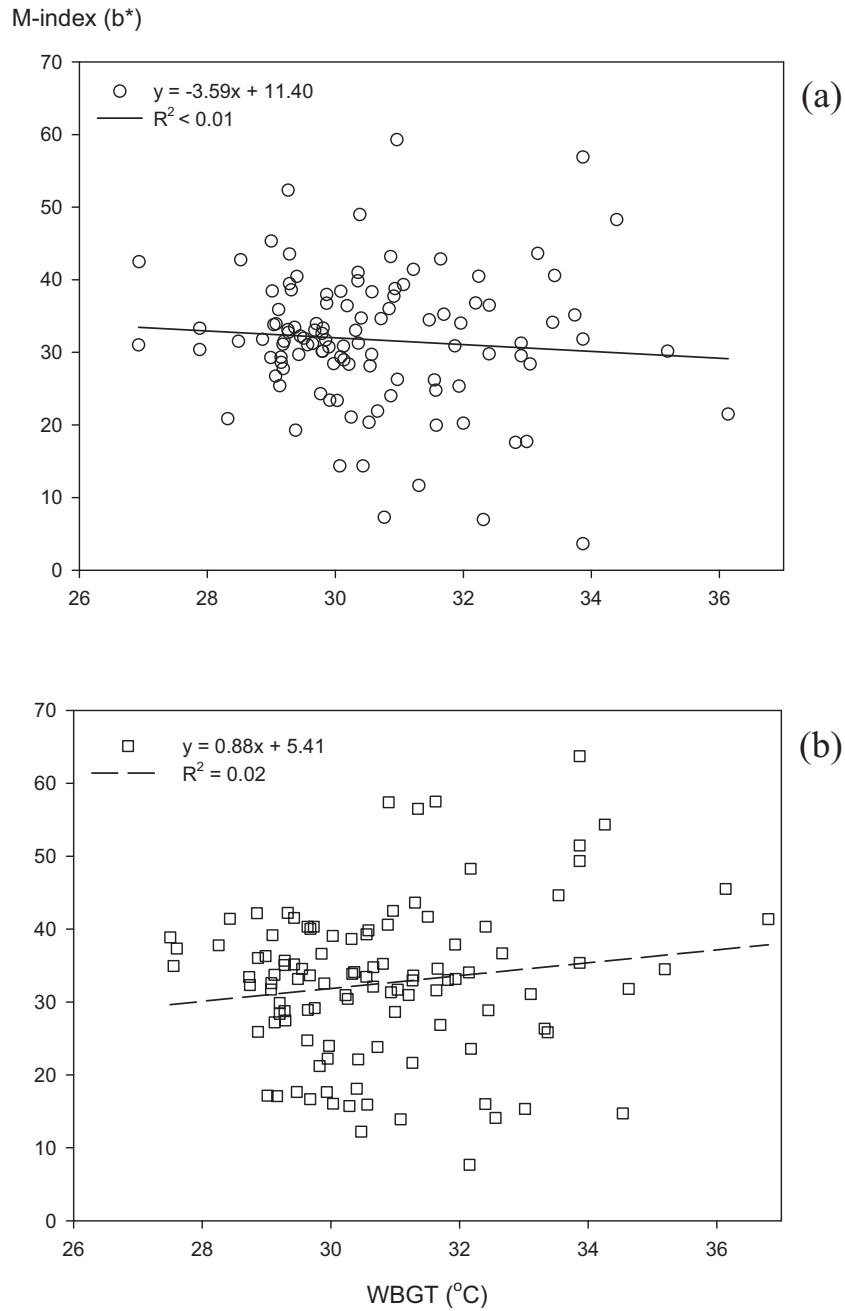 M-index (b*)
70
y = -3.59x + 11.40
R² < 0.01
(a)
60
50
40
30
20
10
0
26 28 30 32 34 36
70
y = 0.88x + 5.41
R² = 0.02
(b)
60
50
40
30
20
10
0
26 28 30 32 34 36
WBGT (°C)